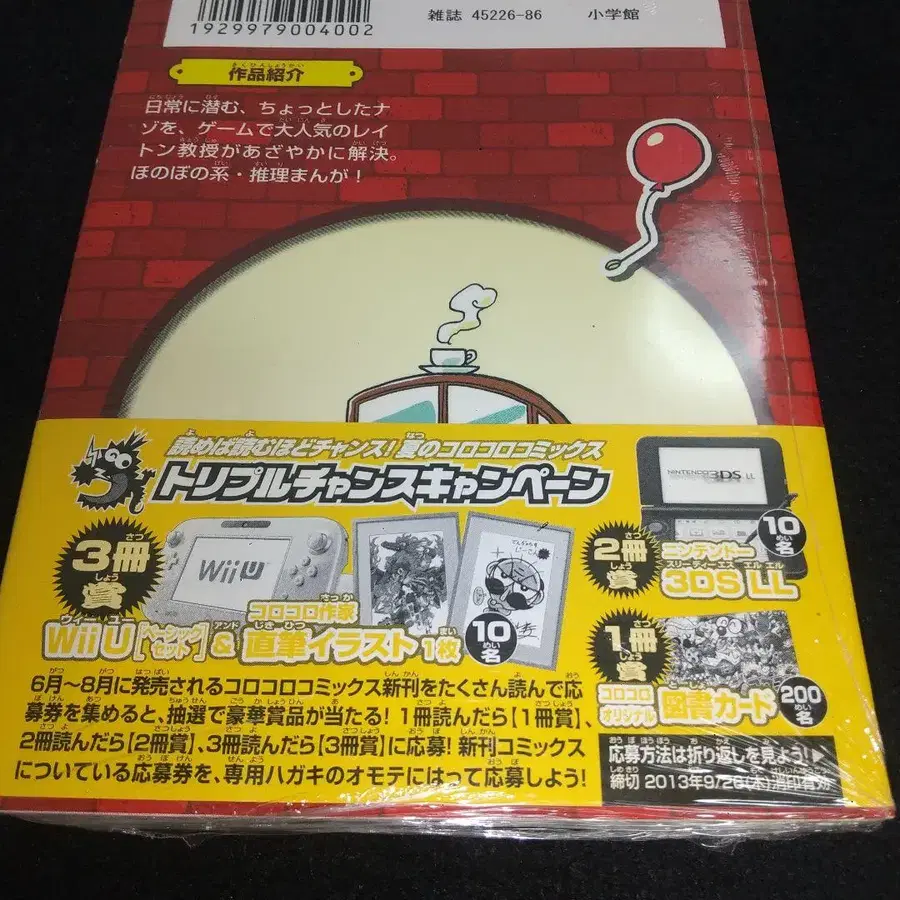 1929979004002
雑誌 45226-86
小学館
作品紹介
日常に潜む、ちょっとしたナ
ゾを、ゲームで大人気のレイ
トン教授があざやかに解決。
ほのぼの系・推理まんが!
読めば読むほどチャンス!夏のコロコロコミックス
トリプルチャンスキャンペーン
3冊
賞
Wii U
Wii U[ベーシックセット]&
コロコロ作家
直筆イラスト1枚
10名
NINTENDO 3DS LL
2冊
賞
ニンテンドー
3DS LL
10名
1冊
賞
コロコロ
オリジナル
図書カード
200名
6月〜8月に発売されるコロコロコミックス新刊をたくさん読んで応
募券を集めると、抽選で豪華賞品が当たる!1冊読んだら【1冊賞】、
2冊読んだら【2冊賞】、3冊読んだら【3冊賞】に応募!新刊コミックス
についている応募券を、専用ハガキのオモテにはって応募しよう!
応募方法は折り返しを見よう!▶
締切 2013年9/26(木)消印有効